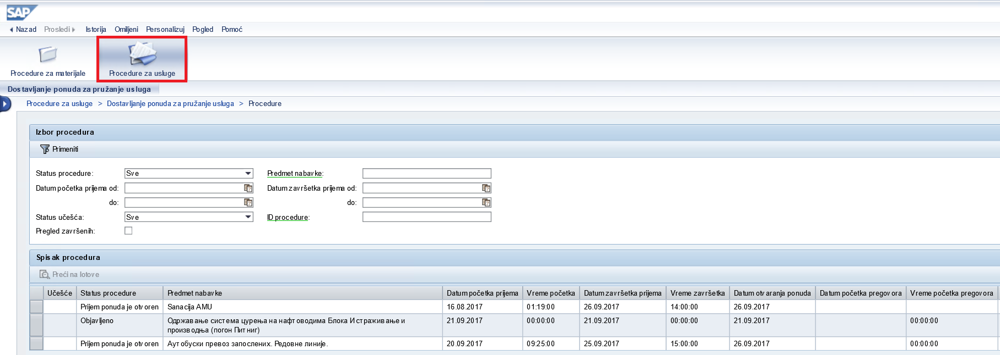 SAP
Nazad Prosledi Istorija Omiljeni Personalizuj Pogled Pomoć
Procedure za materijale Procedure za usluge
Dostavljanje ponuda za pružanje usluga
Procedure za usluge > Dostavljanje ponuda za pružanje usluga > Procedure
Izbor procedura
Primeniti
Status procedure: Sve Predmet nabavke:
Datum početka prijema od: Datum završetka prijema od:
do: do:
Status učešća: Sve ID procedure:
Pregled završenih:
Spisak procedura
Preći na lotove
Učešće Status procedure Predmet nabavke Datum početka prijema Vreme početka Datum završetka prijema Vreme završetka Datum otvaranja ponuda Datum početka pregovora Vreme početka pregovora
Prijem ponuda je otvoren Sanacija AMU 16.08.2017 01:19:00 26.09.2017 14:00:00 26.09.2017
Objavljeno Одржавање система цурења на нафтоводима Блока Истраживање и 21.09.2017 00:00:00 21.09.2017 00:00:00 21.09.2017 00:00:00
производња (погон Питниг)
Prijem ponuda je otvoren Аутобуски превоз запослених. Редовне линије. 20.09.2017 09:25:00 25.09.2017 15:00:00 26.09.2017 00:00:00